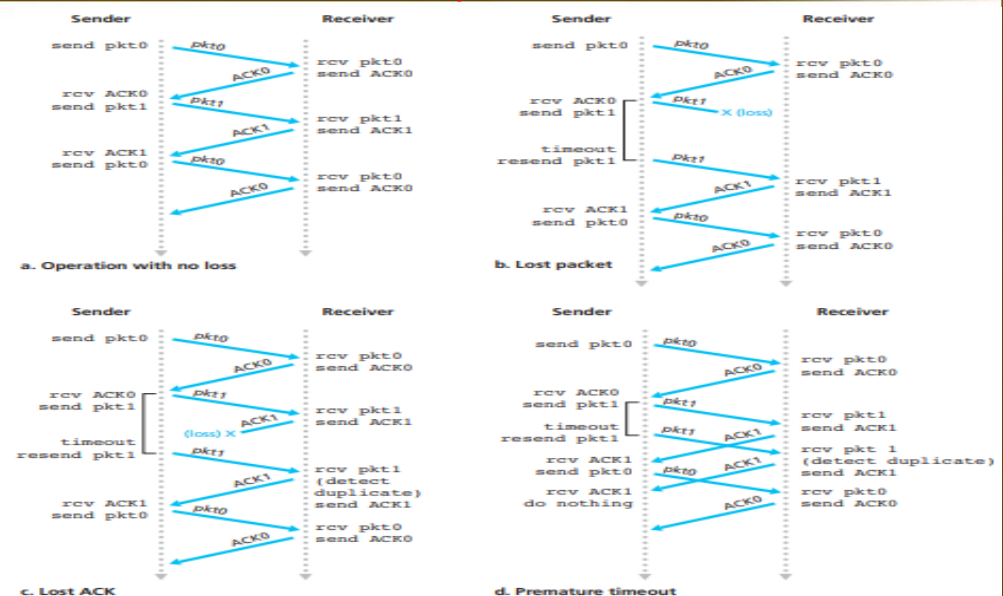 Sender Receiver
send pkt0
pkt0
rcv pkt0
send ACK0
ACK0
rcv ACK0
send pkt1
pkt1
rcv pkt1
send ACK1
ACK1
rcv ACK1
send pkt0
pkt0
rcv pkt0
send ACK0
ACK0
a. Operation with no loss
Sender Receiver
send pkt0
pkt0
rcv pkt0
send ACK0
ACK0
rcv ACK0
send pkt1
pkt1
X (loss)
timeout
resend pkt1
pkt1
rcv pkt1
send ACK1
ACK1
rcv ACK1
send pkt0
pkt0
rcv pkt0
send ACK0
ACK0
b. Lost packet
Sender Receiver
send pkt0
pkt0
rcv pkt0
send ACK0
ACK0
rcv ACK0
send pkt1
pkt1
rcv pkt1
send ACK1
ACK1
(loss) X
timeout
resend pkt1
pkt1
rcv pkt1
(detect
duplicate)
send ACK1
ACK1
rcv ACK1
send pkt0
pkt0
rcv pkt0
send ACK0
ACK0
c. Lost ACK
Sender Receiver
send pkt0
pkt0
rcv pkt0
send ACK0
ACK0
rcv ACK0
send pkt1
pkt1
rcv pkt1
send ACK1
ACK1
timeout
resend pkt1
pkt1
rcv pkt 1
(detect duplicate)
send ACK1
ACK1
rcv ACK1
send pkt0
pkt0
rcv pkt0
send ACK0
ACK0
rcv ACK1
do nothing
d. Premature timeout